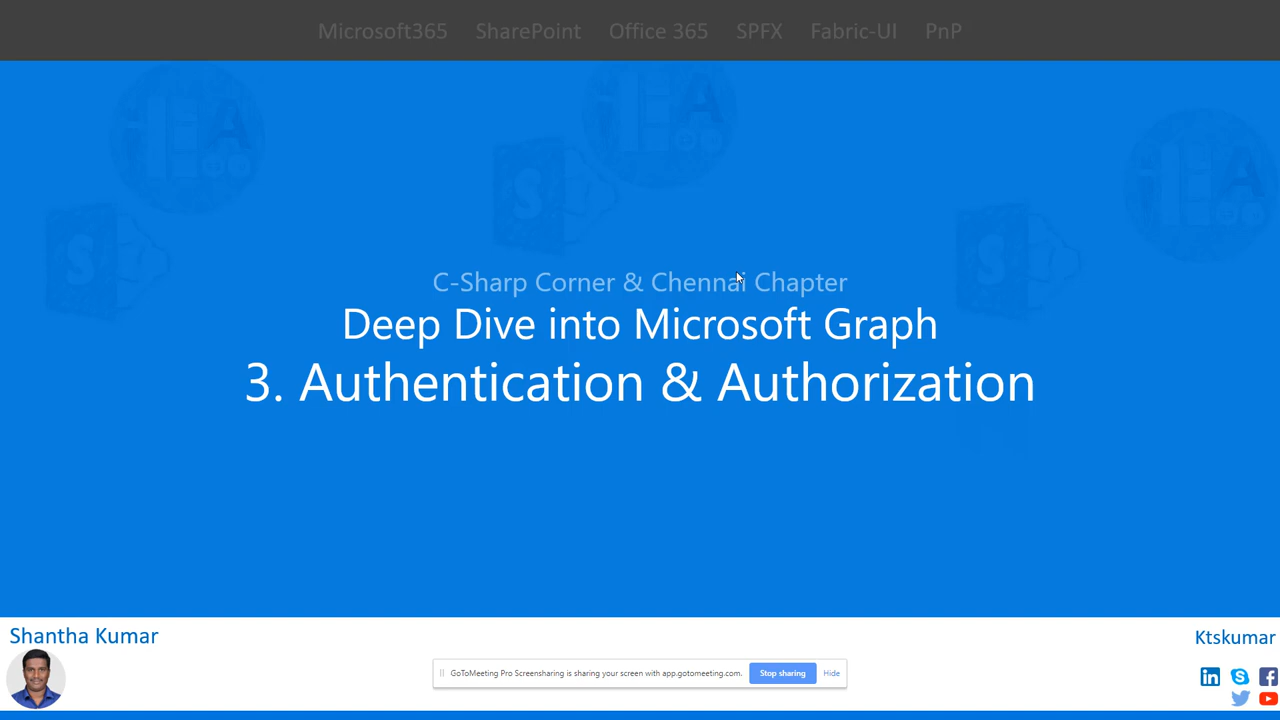 Microsoft365 SharePoint Office 365 SPFX Fabric-UI PnP
C-Sharp Corner & Chennai Chapter
Deep Dive into Microsoft Graph
3. Authentication & Authorization
Shantha Kumar
Ktskumar
GoToMeeting Pro Screensharing is sharing your screen with app.gotomeeting.com. Stop sharing Hide